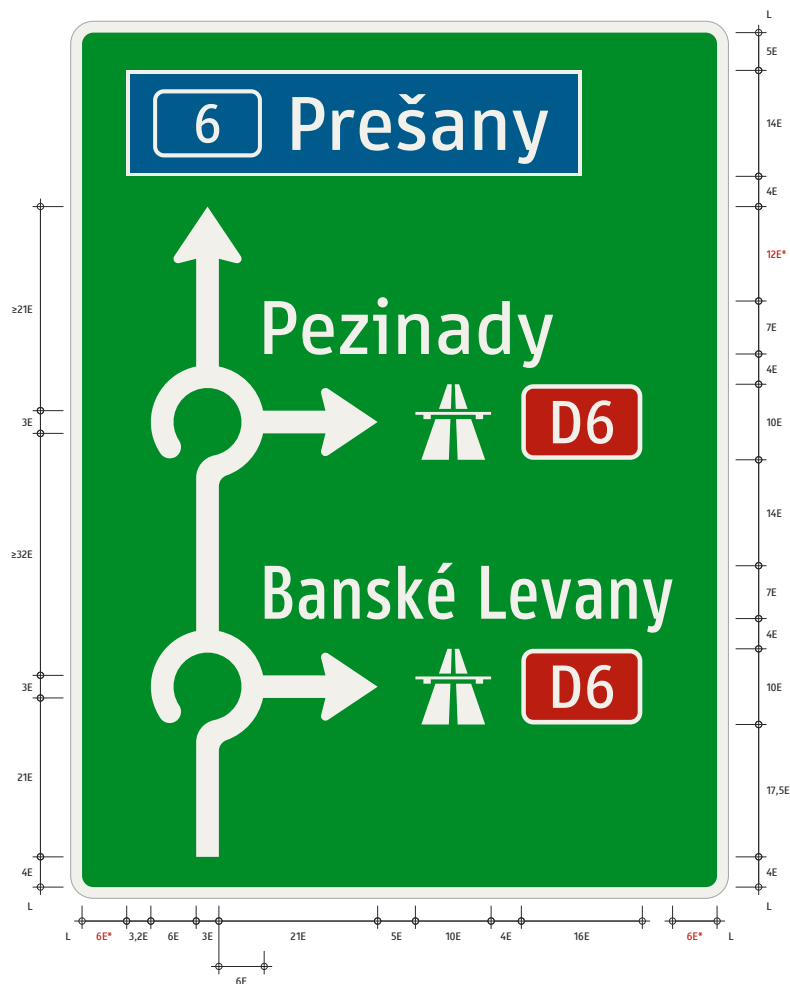 L
5E
6 Prešany
14E
4E
12E*
≥21E
Pezinady
7E
4E
3E
D6
10E
14E
≥32E
Banské Levany
7E
4E
3E
D6
10E
21E
17,5E
4E
4E
L
L
L
6E*
3,2E
6E
3E
21E
5E
10E
4E
16E
6E*
L
6E